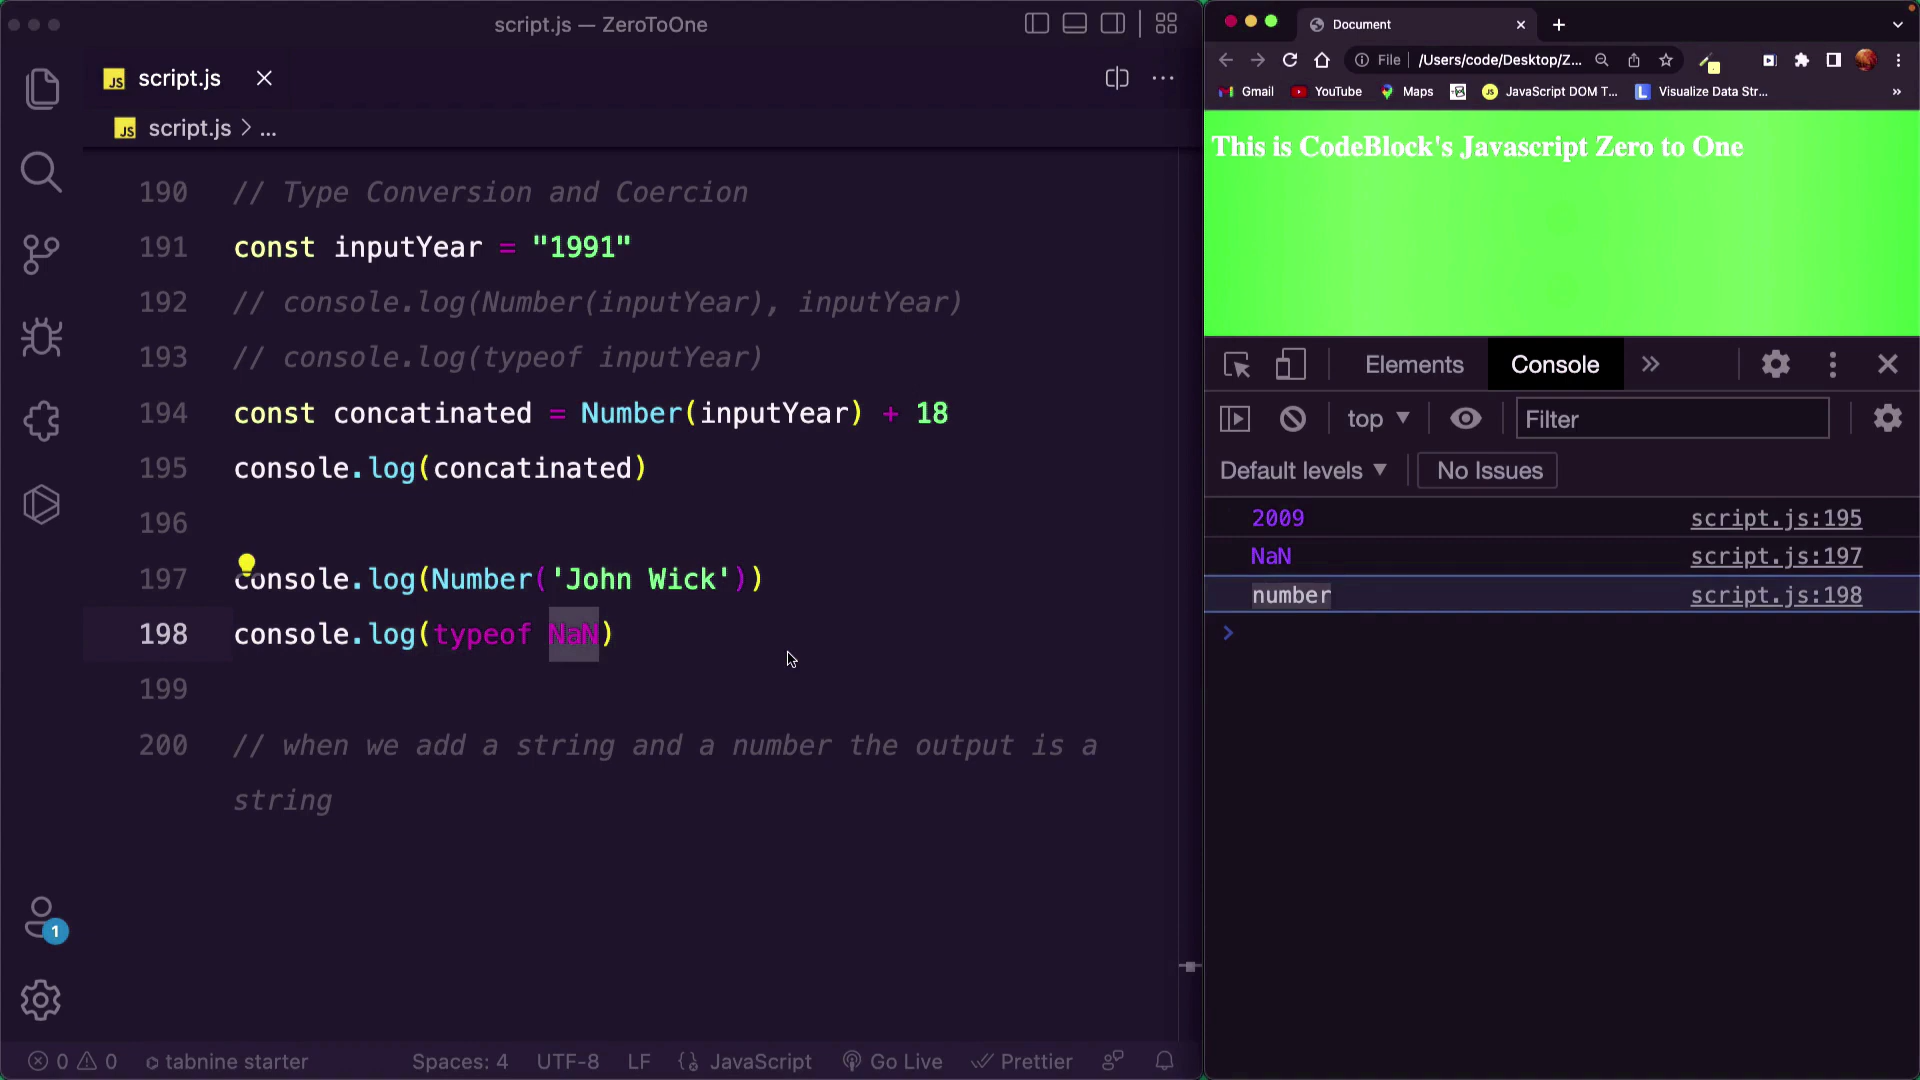 script.js — ZeroToOne
script.js
script.js > ...
190 // Type Conversion and Coercion
191 const inputYear = "1991"
192 // console.log(Number(inputYear), inputYear)
193 // console.log(typeof inputYear)
194 const concatinated = Number(inputYear) + 18
195 console.log(concatinated)
196
197 console.log(Number('John Wick'))
198 console.log(typeof NaN)
199
200 // when we add a string and a number the output is a
string
1
0 0 tabnine starter Spaces: 4 UTF-8 LF {} JavaScript Go Live Prettier
Document
File /Users/code/Desktop/Z...
Gmail YouTube Maps JavaScript DOM T... Visualize Data Str... »
This is CodeBlock's Javascript Zero to One
Elements Console »
top Filter
Default levels No Issues
2009 script.js:195
NaN script.js:197
number script.js:198
>